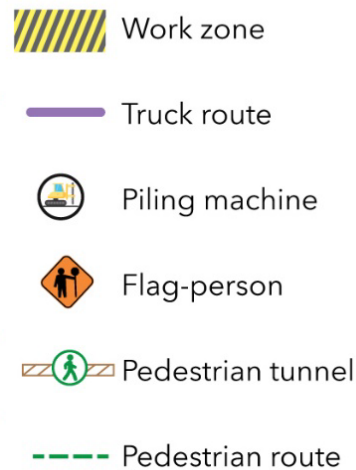 Work zone
Truck route
Piling machine
Flag-person
Pedestrian tunnel
Pedestrian route